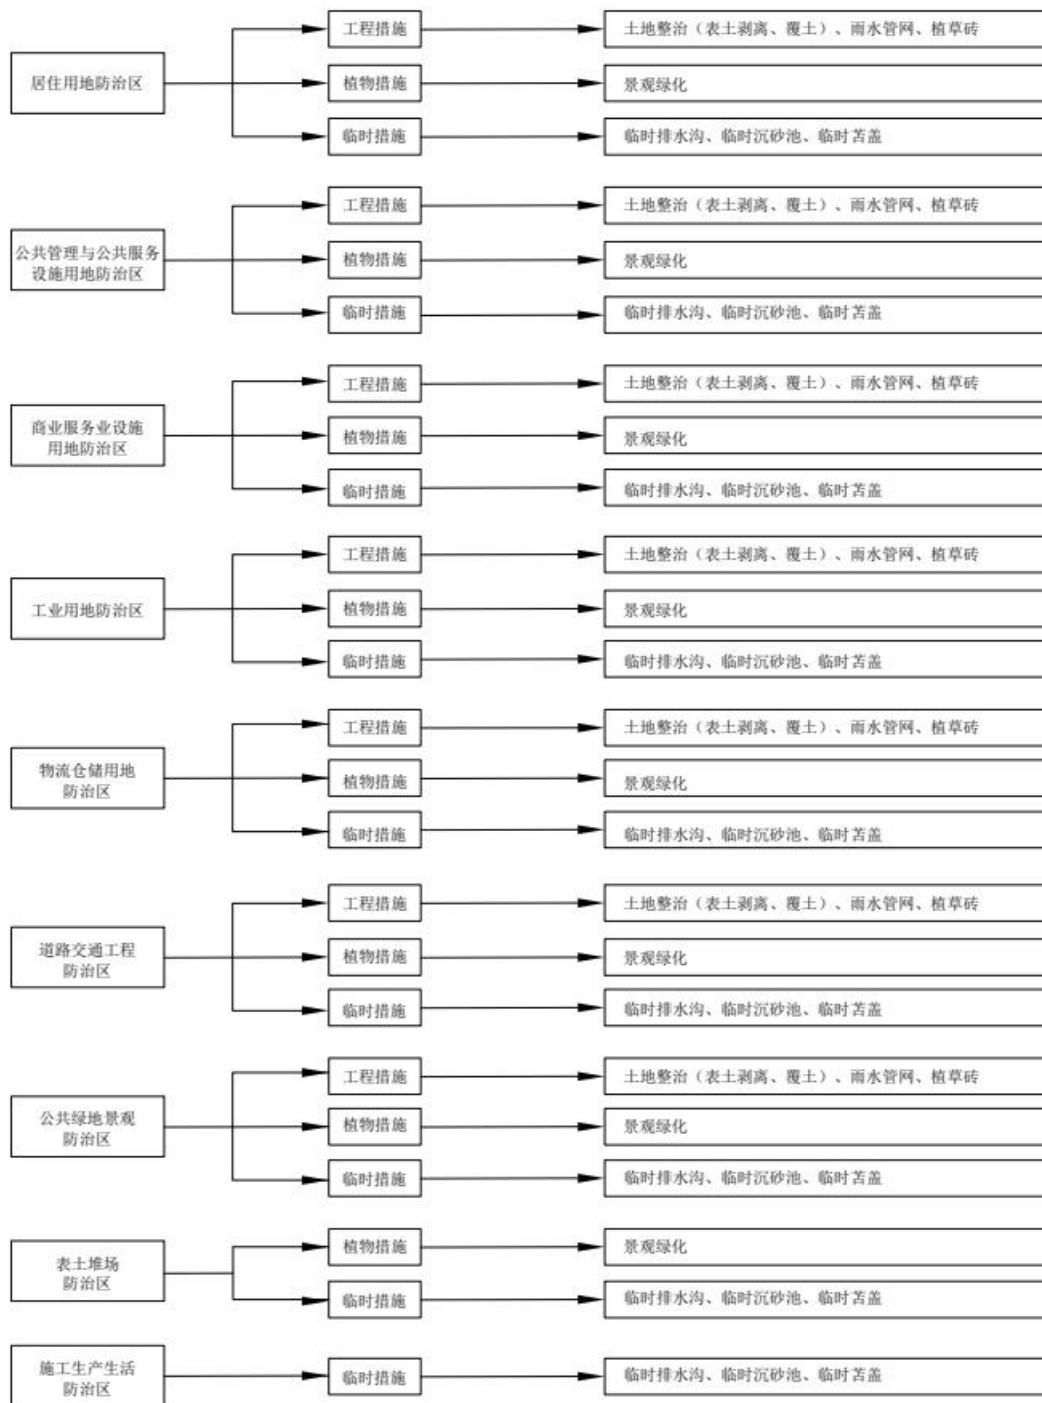 工程措施
土地整治（表土剥离、覆土）、雨水管网、植草砖
居住用地防治区
植物措施
景观绿化
临时措施
临时排水沟、临时沉砂池、临时苫盖
工程措施
土地整治（表土剥离、覆土）、雨水管网、植草砖
公共管理与公共服务
设施用地防治区
植物措施
景观绿化
临时措施
临时排水沟、临时沉砂池、临时苫盖
工程措施
土地整治（表土剥离、覆土）、雨水管网、植草砖
商业服务业设施
用地防治区
植物措施
景观绿化
临时措施
临时排水沟、临时沉砂池、临时苫盖
工程措施
土地整治（表土剥离、覆土）、雨水管网、植草砖
工业用地防治区
植物措施
景观绿化
临时措施
临时排水沟、临时沉砂池、临时苫盖
工程措施
土地整治（表土剥离、覆土）、雨水管网、植草砖
物流仓储用地
防治区
植物措施
景观绿化
临时措施
临时排水沟、临时沉砂池、临时苫盖
工程措施
土地整治（表土剥离、覆土）、雨水管网、植草砖
道路交通工程
防治区
植物措施
景观绿化
临时措施
临时排水沟、临时沉砂池、临时苫盖
工程措施
土地整治（表土剥离、覆土）、雨水管网、植草砖
公共绿地景观
防治区
植物措施
景观绿化
临时措施
临时排水沟、临时沉砂池、临时苫盖
表土堆场
防治区
植物措施
景观绿化
临时措施
临时排水沟、临时沉砂池、临时苫盖
施工生产生活
防治区
临时措施
临时排水沟、临时沉砂池、临时苫盖